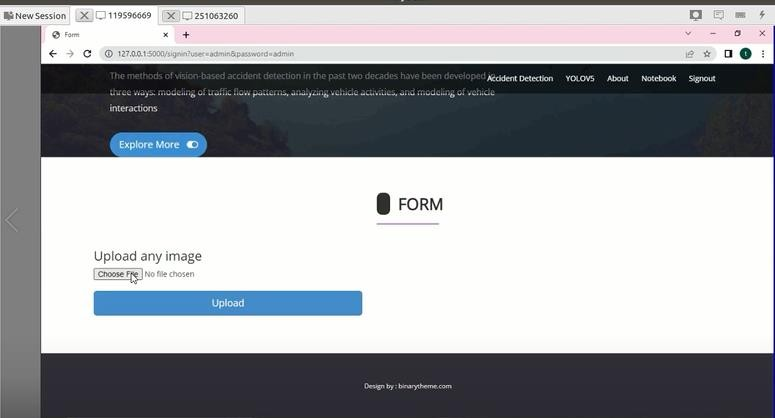 New Session
119596669
251063260
Form
127.0.0.1:5000/signin?user=admin&password=admin
Accident Detection
YOLOV5
About
Notebook
Signout
The methods of vision-based accident detection in the past two decades have been developed
three ways: modeling of traffic flow patterns, analyzing vehicle activities, and modeling of vehicle
interactions
Explore More
FORM
Upload any image
Choose File No file chosen
Upload
Design by : binarytheme.com